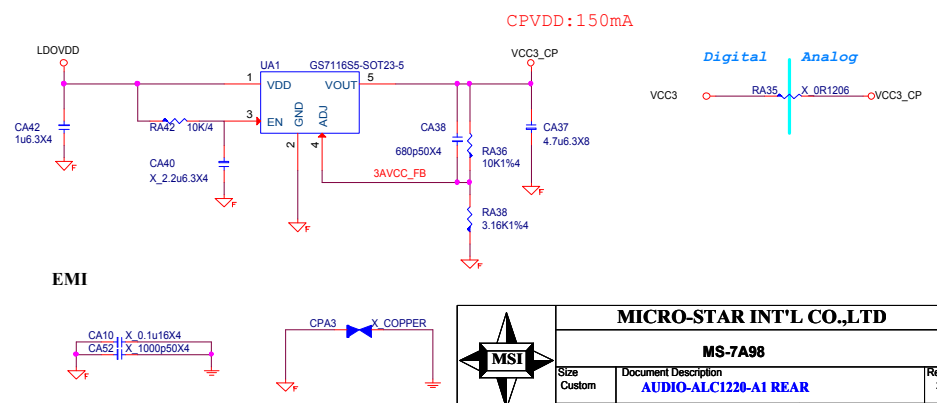 CPVDD:150mA
LDOVDD
UA1 GS7116S5-SOT23-5
VCC3_CP
Digital Analog
1 VDD VOUT 5
VCC3 RA35 X_0R1206 VCC3_CP
3 EN GND ADJ
CA42
1u6.3X4
RA42 10K/4
2 4
CA38
680p50X4
RA36
10K1%4
CA37
4.7u6.3X8
CA40
X_2.2u6.3X4
3AVCC_FB
F
F
F
F
RA38
3.16K1%4
F
F
EMI
CA10 X_0.1u16X4
CA52 X_1000p50X4
F
CPA3 X_COPPER
F
MSI
MICRO-STAR INT'L CO.,LTD
MS-7A98
Size
Custom
Document Description
AUDIO-ALC1220-A1 REAR